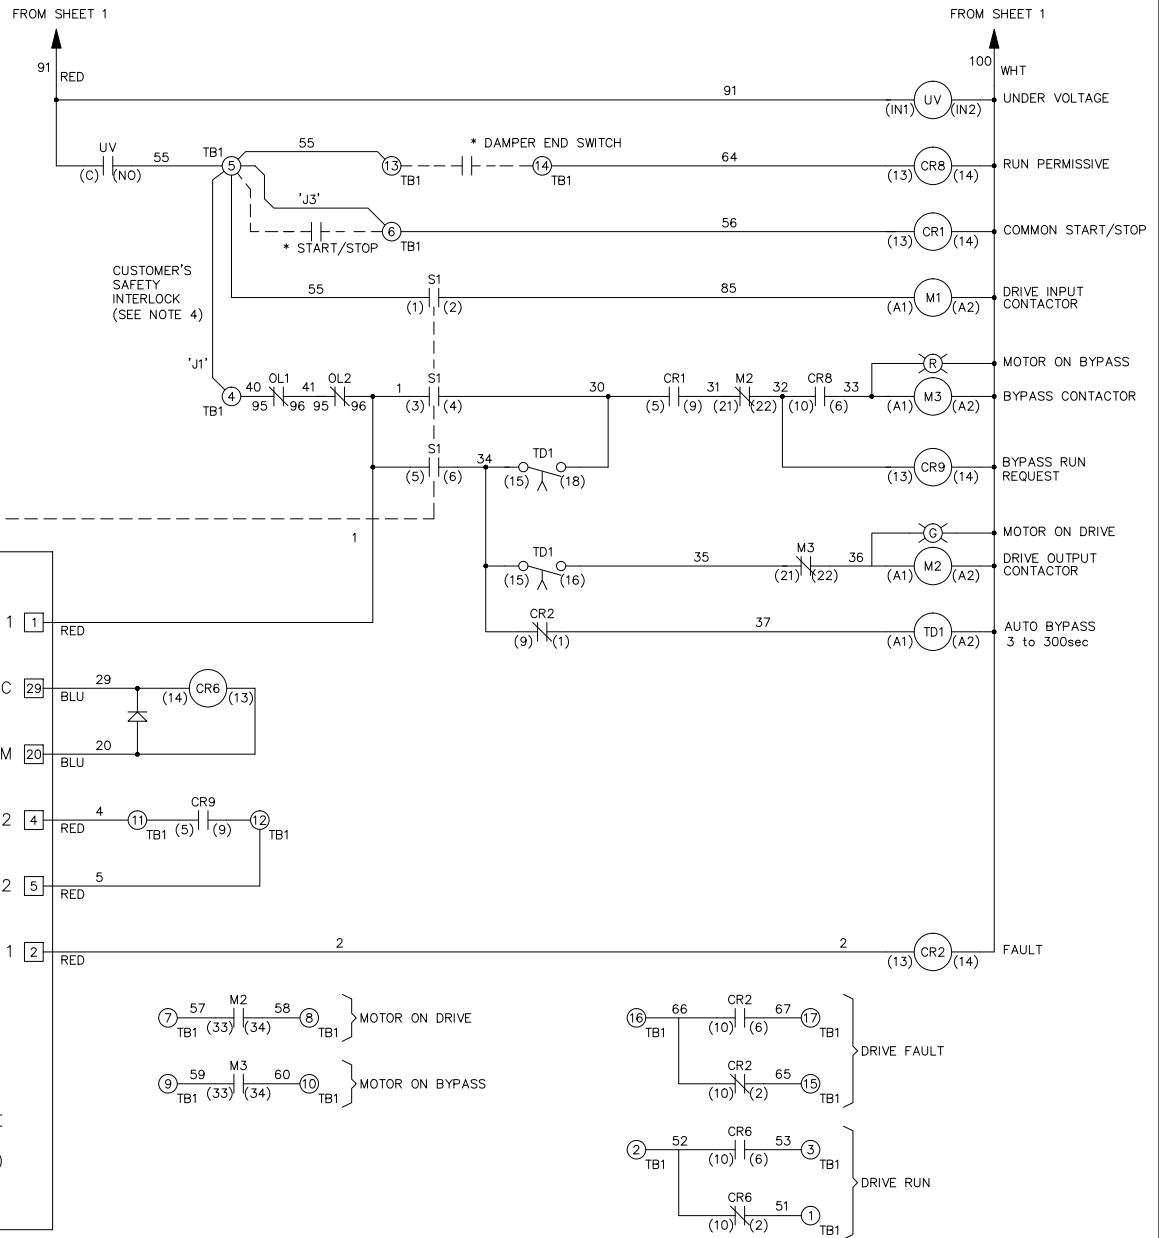 FROM SHEET 1
FROM SHEET 1
91
RED
100
WHT
91
(IN1)
UV
(IN2)
UNDER VOLTAGE
UV
(C)
(NO)
55
TB1
5
55
13
TB1
* DAMPER END SWITCH
14
TB1
64
(13)
CR8
(14)
RUN PERMISSIVE
'J3'
* START/STOP
6
TB1
56
(13)
CR1
(14)
COMMON START/STOP
CUSTOMER'S
SAFETY
INTERLOCK
(SEE NOTE 4)
55
S1
(1)
(2)
85
(A1)
M1
(A2)
DRIVE INPUT
CONTACTOR
R
MOTOR ON BYPASS
'J1'
4
TB1
40
OL1
95
96
41
OL2
95
96
1
S1
(3)
(4)
30
CR1
(5)
(9)
31
M2
(21)
(22)
32
CR8
(10)
(6)
33
(A1)
M3
(A2)
BYPASS CONTACTOR
S1
(5)
(6)
34
TD1
(15)
(18)
(13)
CR9
(14)
BYPASS RUN
REQUEST
1
G
MOTOR ON DRIVE
TD1
(15)
(16)
35
M3
(21)
(22)
36
(A1)
M2
(A2)
DRIVE OUTPUT
CONTACTOR
CR2
(9)
(1)
37
(A1)
TD1
(A2)
AUTO BYPASS
3 to 300sec
1
1
RED
C
29
BLU
29
(14)
CR6
(13)
M
20
BLU
20
2
4
RED
4
11
TB1
CR9
(5)
(9)
12
TB1
2
5
RED
5
1
2
RED
2
2
(13)
CR2
(14)
FAULT
7
TB1
57
M2
(33)
(34)
58
8
TB1
MOTOR ON DRIVE
9
TB1
59
M3
(33)
(34)
60
10
TB1
MOTOR ON BYPASS
16
TB1
66
CR2
(10)
(6)
67
17
TB1
CR2
(10)
(2)
65
15
TB1
DRIVE FAULT
2
TB1
52
CR6
(10)
(6)
53
3
TB1
CR6
(10)
(2)
51
1
TB1
DRIVE RUN
)